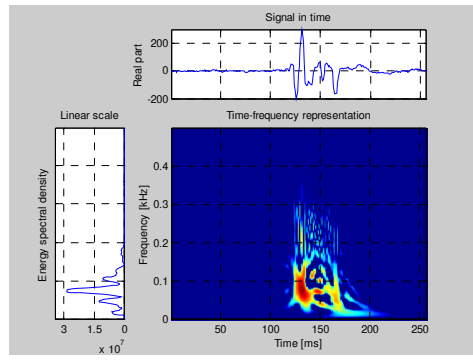 Signal in time
Real part
200
0
-200
Linear scale
Time-frequency representation
Energy spectral density
Frequency [kHz]
0.5
0.4
0.3
0.2
0.1
0
3 1.5 0
x 10^7
50 100 150 200 250
Time [ms]